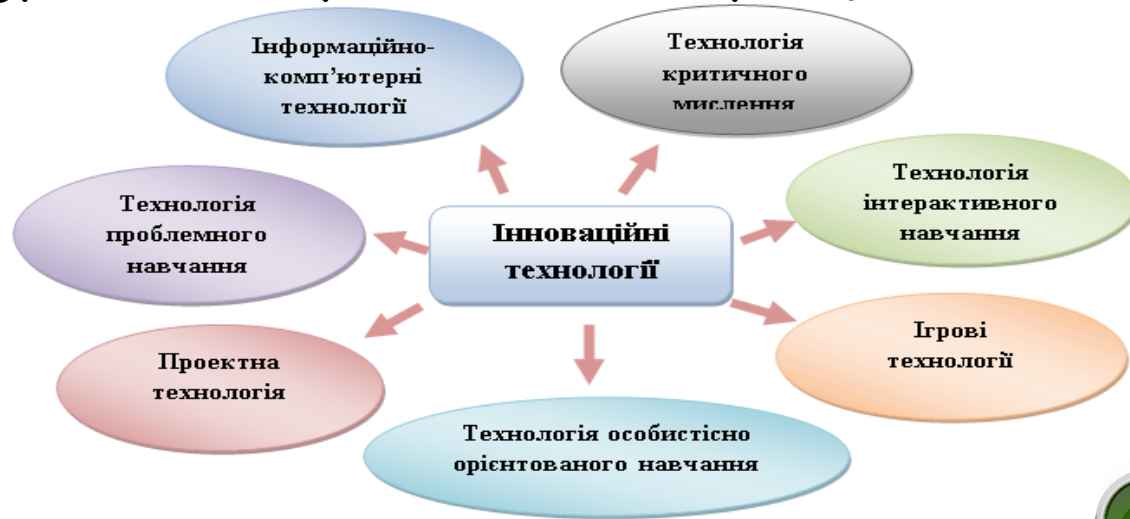 Інформаційно-
комп’ютерні
технології
Технологія
критичного
мислення
Технологія
проблемного
навчання
Інноваційні
технології
Технологія
інтерактивного
навчання
Проектна
технологія
Ігрові
технології
Технологія особистісно
орієнтованого навчання